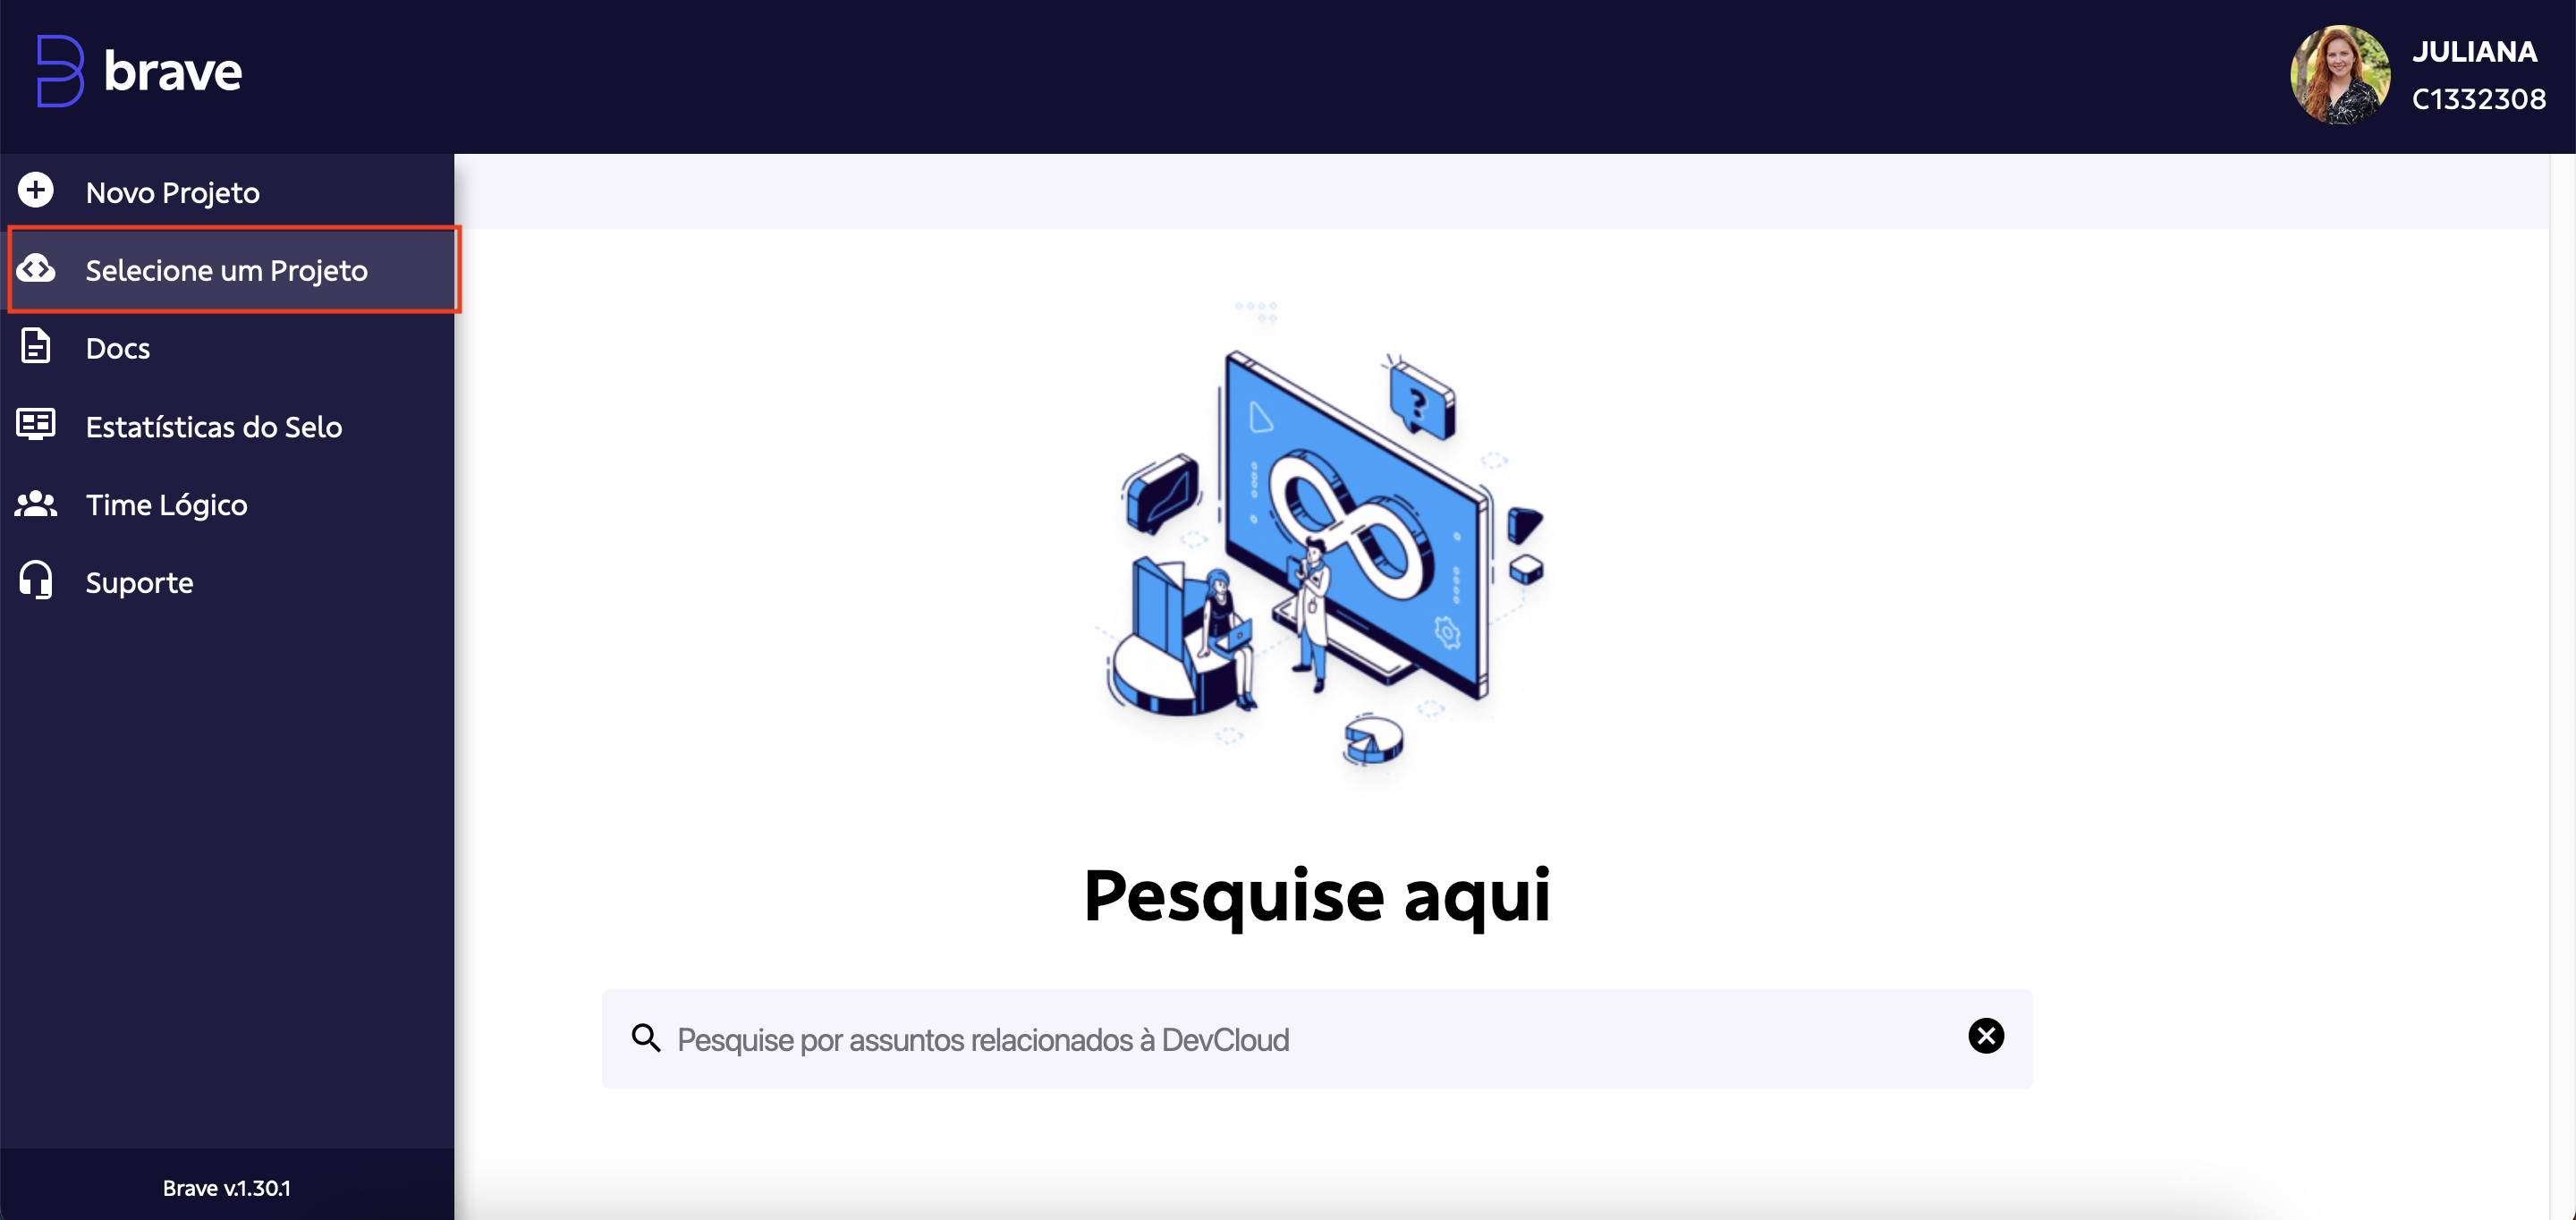 brave
JULIANA
C1332308
Novo Projeto
Selecione um Projeto
Docs
Estatísticas do Selo
Time Lógico
Suporte
?
Pesquise aqui
Pesquise por assuntos relacionados à DevCloud
Brave v.1.30.1